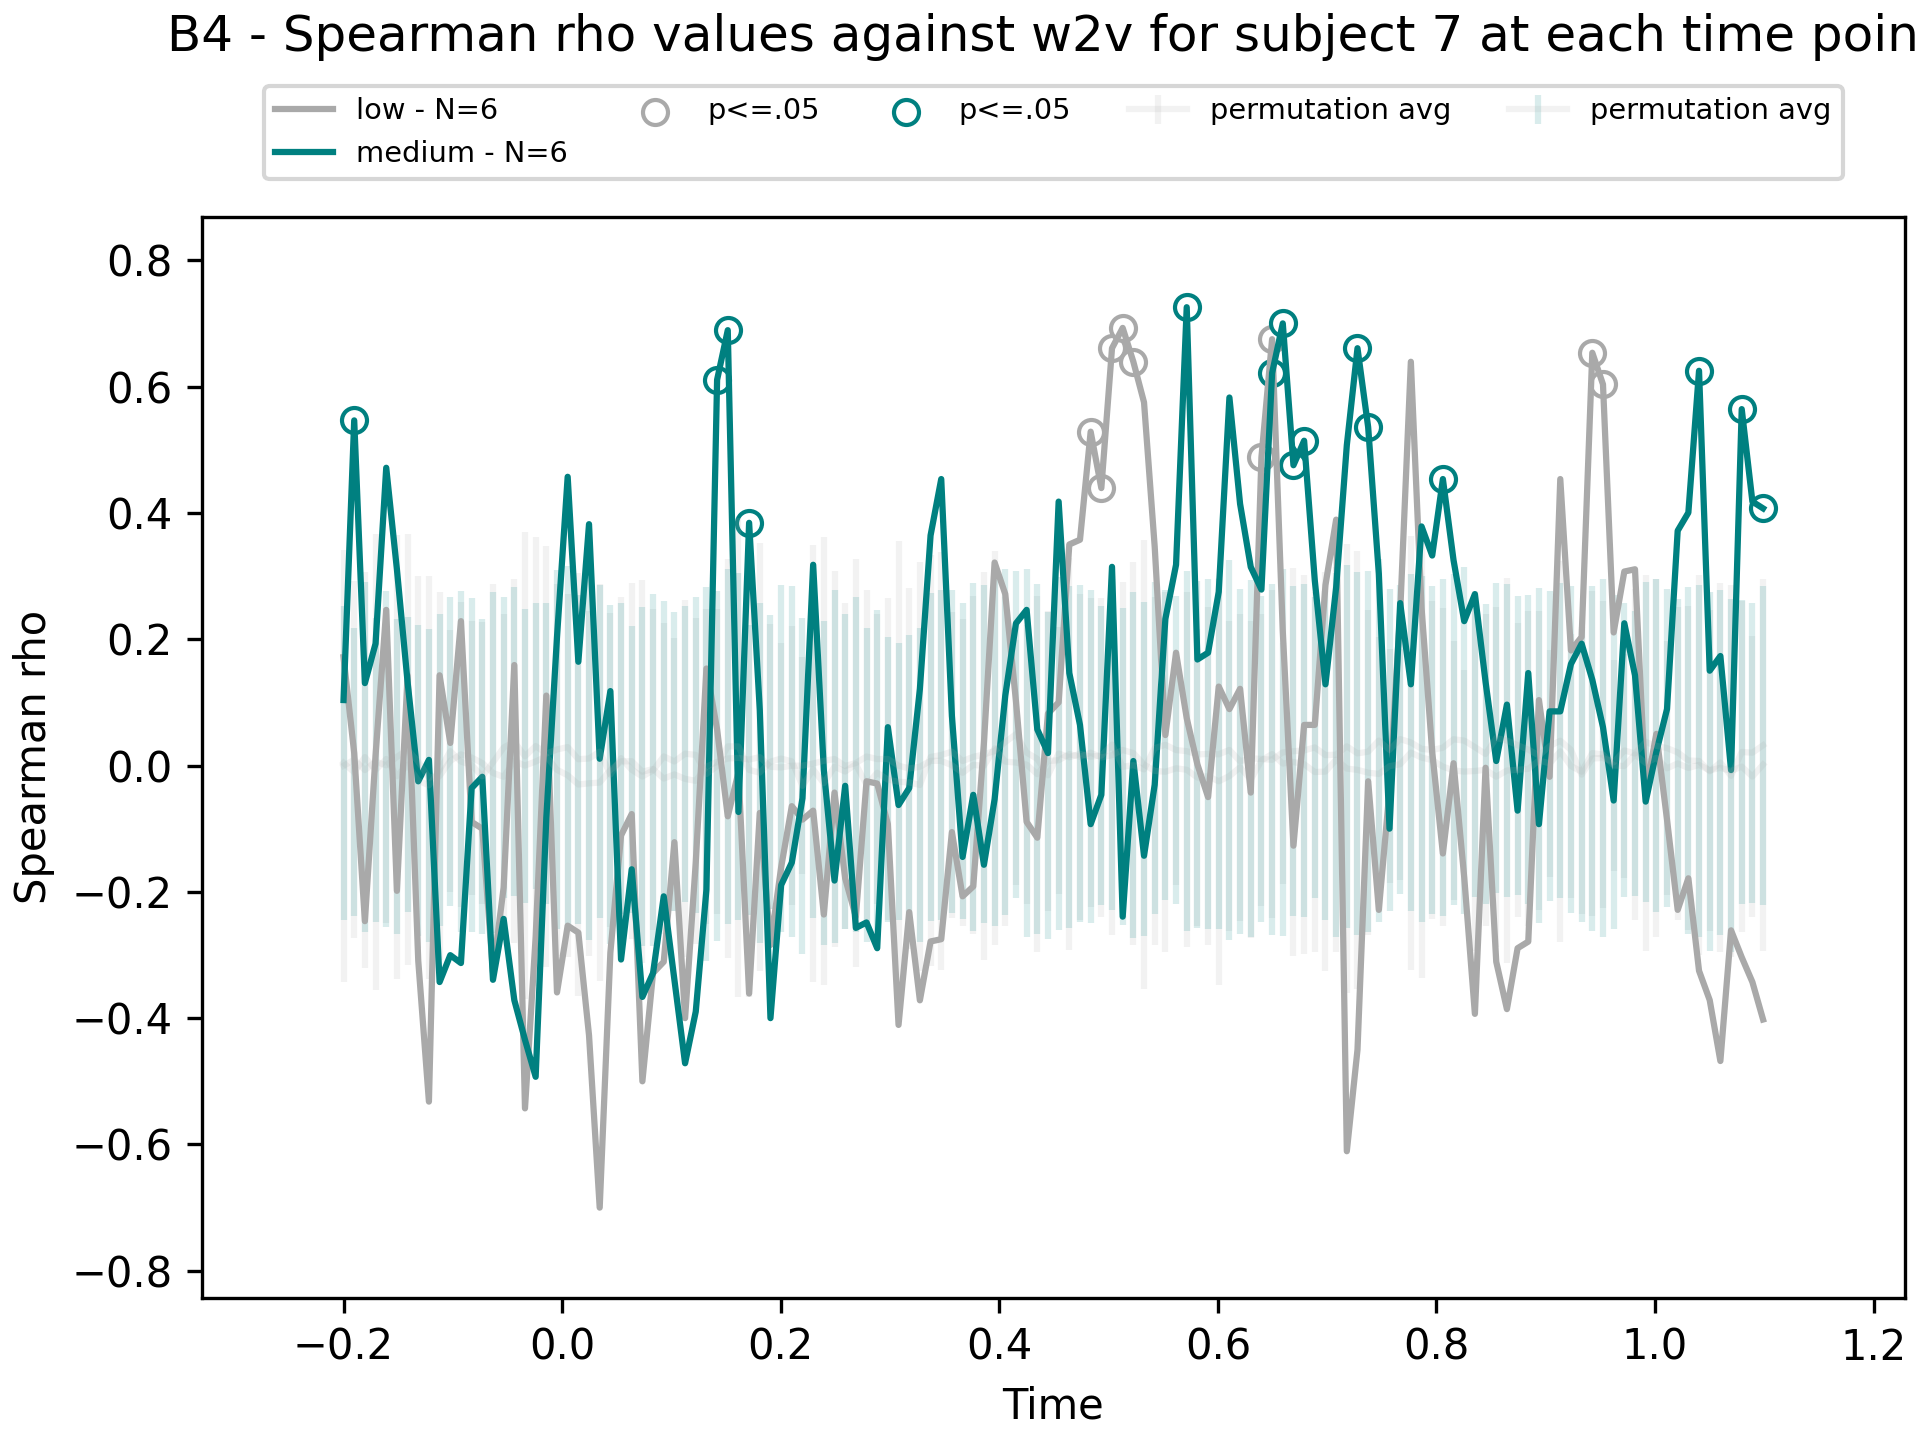 B4 - Spearman rho values against w2v for subject 7 at each time poin
low - N=6
medium - N=6
p<=.05
p<=.05
permutation avg
permutation avg
Spearman rho
0.8
0.6
0.4
0.2
0.0
−0.2
−0.4
−0.6
−0.8
−0.2 0.0 0.2 0.4 0.6 0.8 1.0 1.2
Time